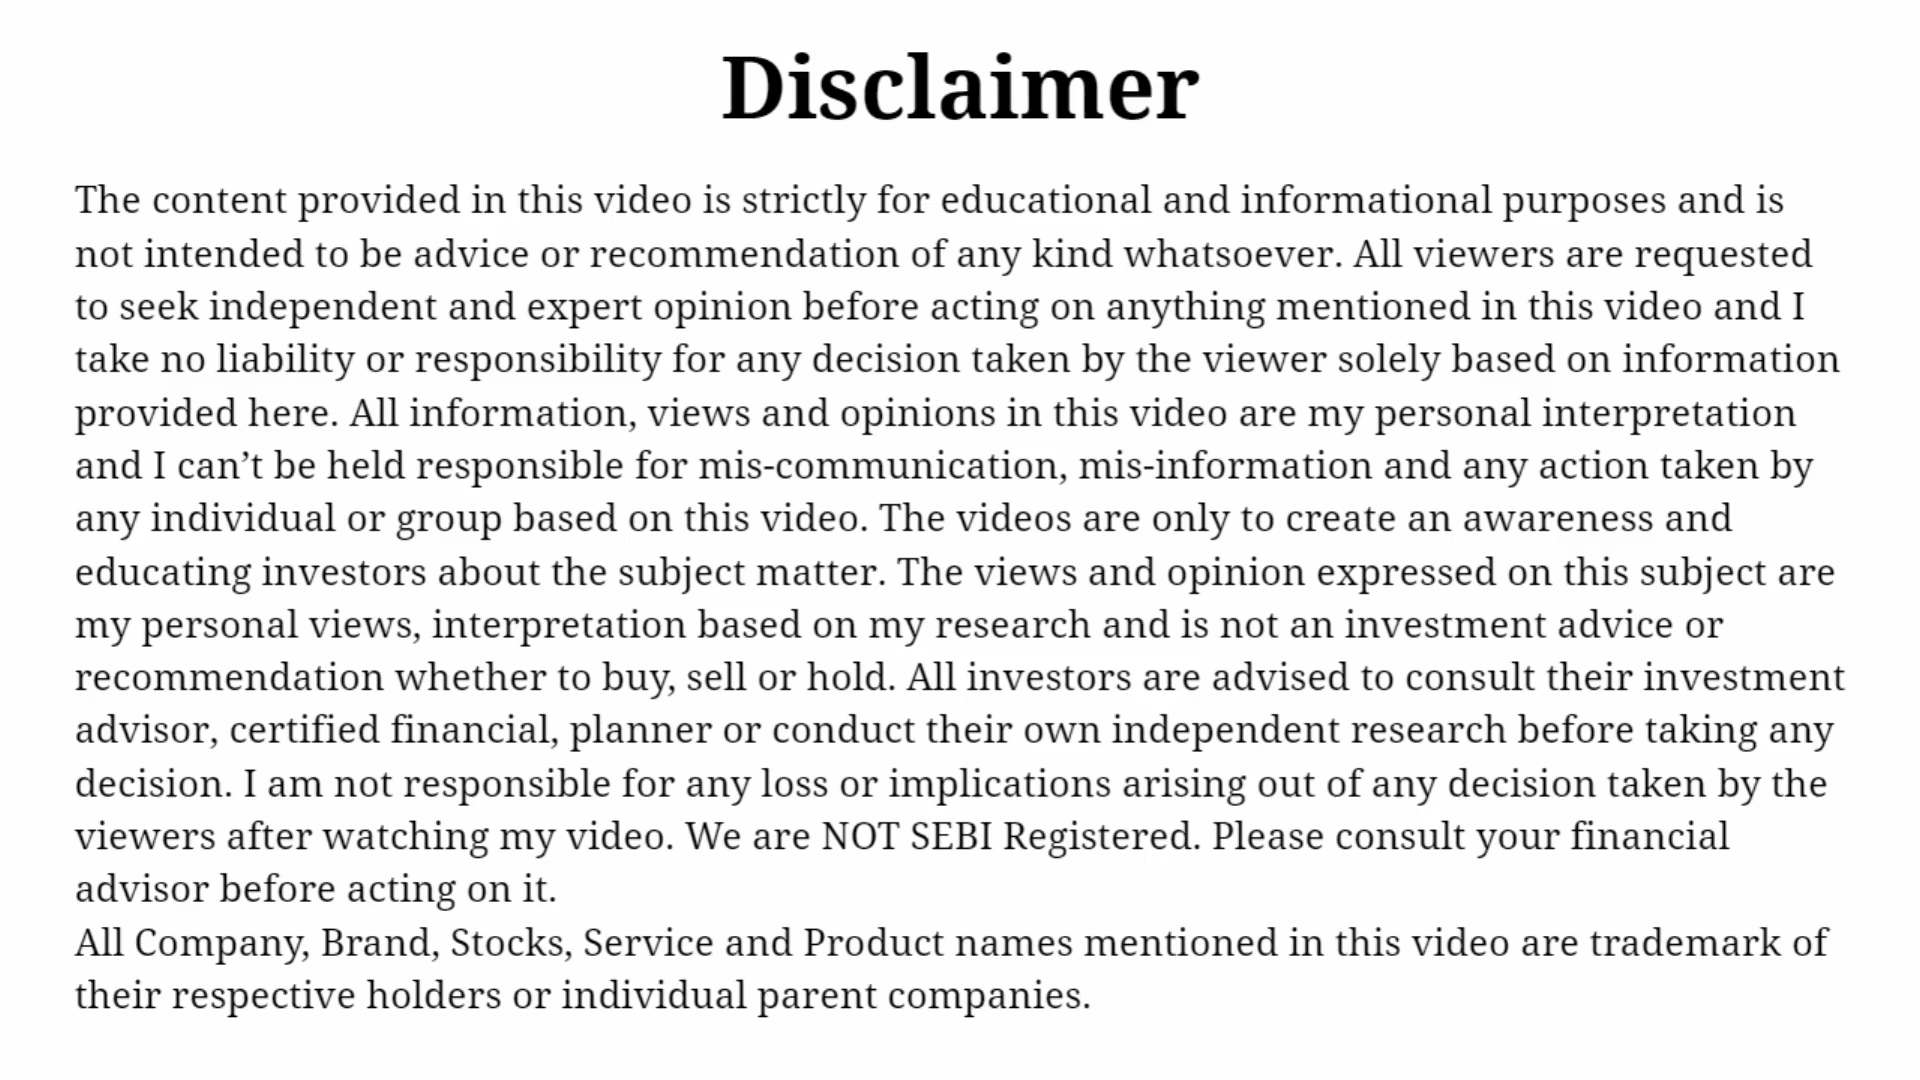 Disclaimer
The content provided in this video is strictly for educational and informational purposes and is
not intended to be advice or recommendation of any kind whatsoever. All viewers are requested
to seek independent and expert opinion before acting on anything mentioned in this video and I
take no liability or responsibility for any decision taken by the viewer solely based on information
provided here. All information, views and opinions in this video are my personal interpretation
and I can’t be held responsible for mis-communication, mis-information and any action taken by
any individual or group based on this video. The videos are only to create an awareness and
educating investors about the subject matter. The views and opinion expressed on this subject are
my personal views, interpretation based on my research and is not an investment advice or
recommendation whether to buy, sell or hold. All investors are advised to consult their investment
advisor, certified financial, planner or conduct their own independent research before taking any
decision. I am not responsible for any loss or implications arising out of any decision taken by the
viewers after watching my video. We are NOT SEBI Registered. Please consult your financial
advisor before acting on it.
All Company, Brand, Stocks, Service and Product names mentioned in this video are trademark of
their respective holders or individual parent companies.